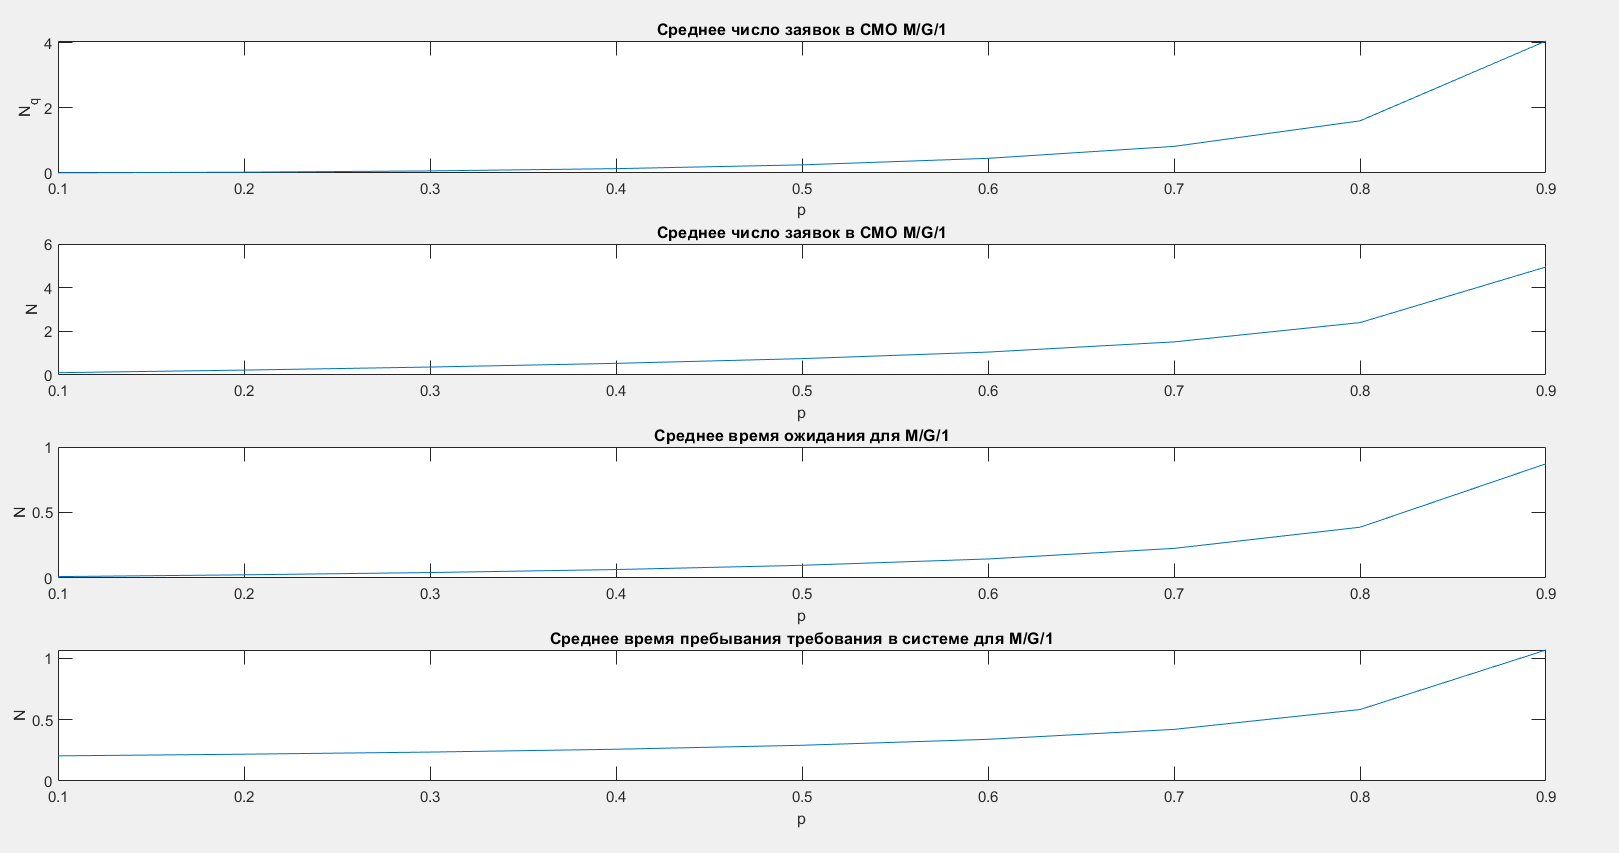 Среднее число заявок в СМО M/G/1
4
2
0
N_q
0.1 0.2 0.3 0.4 0.5 0.6 0.7 0.8 0.9
p
Среднее число заявок в СМО M/G/1
6
4
2
0
N
0.1 0.2 0.3 0.4 0.5 0.6 0.7 0.8 0.9
p
Среднее время ожидания для M/G/1
1
0.5
0
N
0.1 0.2 0.3 0.4 0.5 0.6 0.7 0.8 0.9
p
Среднее время пребывания требования в системе для M/G/1
1
0.5
0
N
0.1 0.2 0.3 0.4 0.5 0.6 0.7 0.8 0.9
p